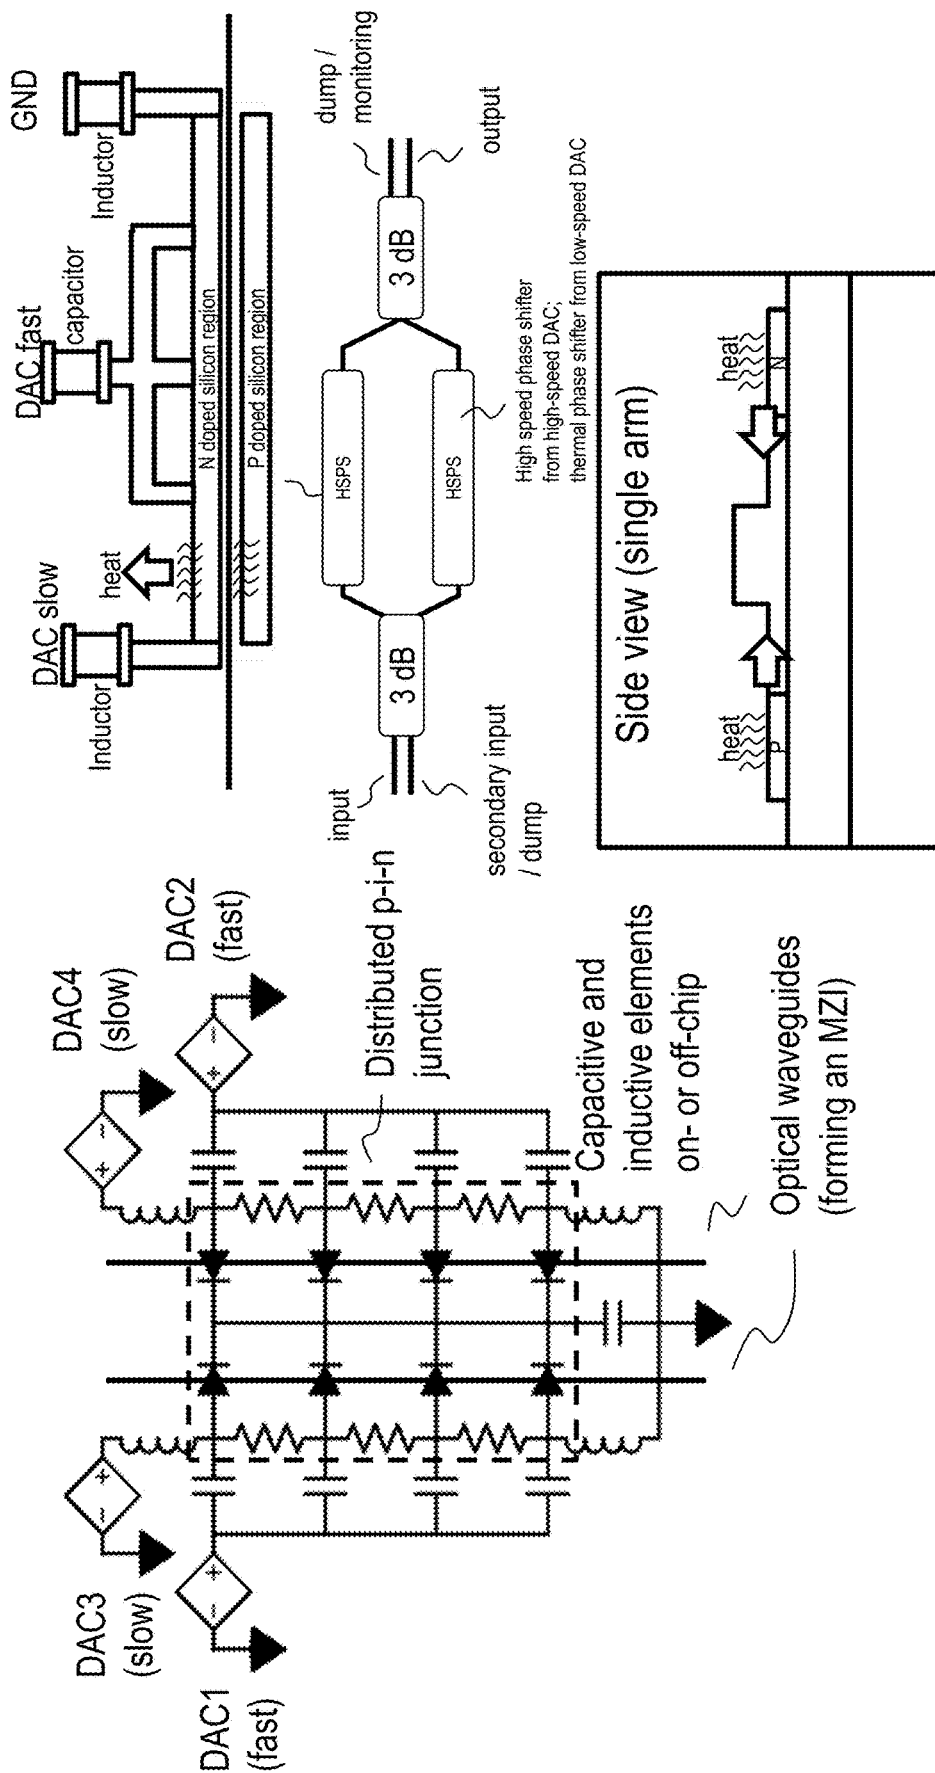 DAC3
(slow)
DAC1
(fast)
DAC4
(slow)
DAC2
(fast)
Distributed p-i-n
junction
Capacitive and
inductive elements
on- or off-chip
Optical waveguides
(forming an MZI)
DAC slow
Inductor
heat
DAC fast
capacitor
GND
Inductor
N doped silicon region
P doped silicon region
input
secondary input
/ dump
3 dB
HSPS
HSPS
3 dB
dump /
monitoring
output
High speed phase shifter
from high-speed DAC;
thermal phase shifter from low-speed DAC
Side view (single arm)
heat
P
heat
N